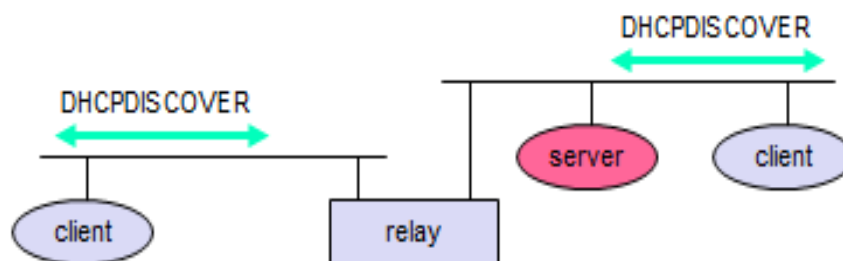 DHCPDISCOVER
DHCPDISCOVER
server
client
client
relay